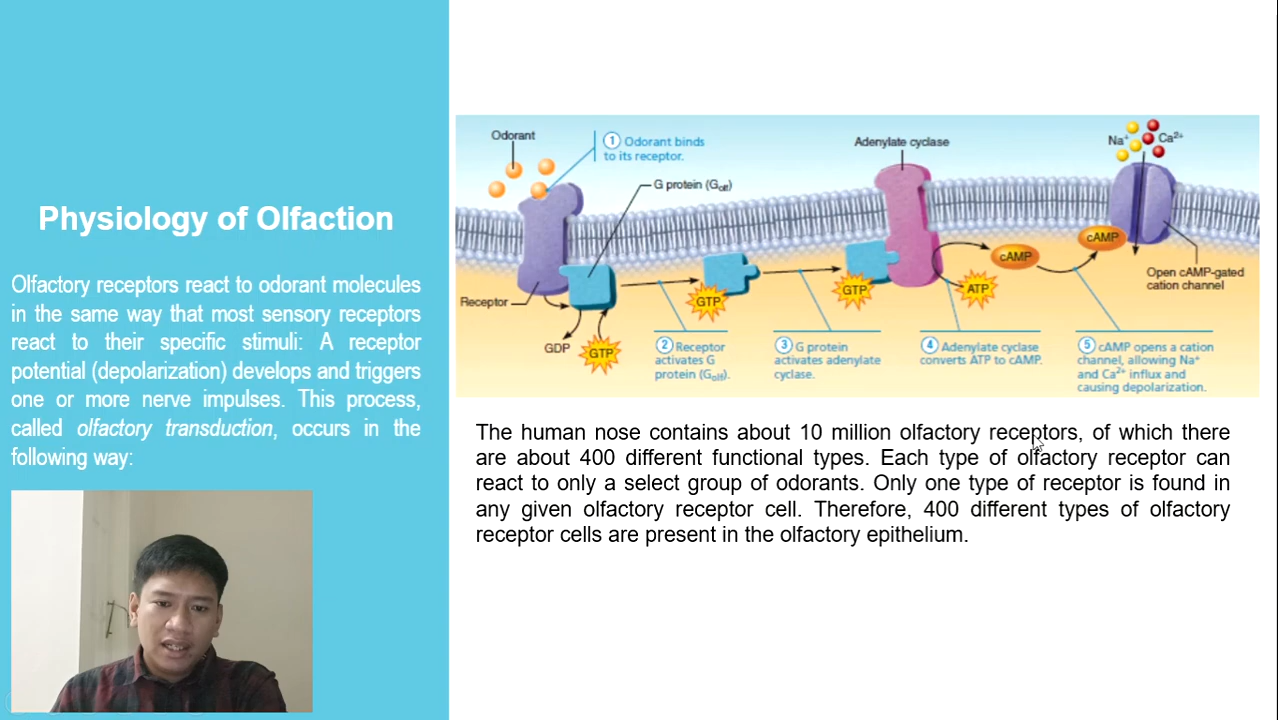 Physiology of Olfaction
Olfactory receptors react to odorant molecules
in the same way that most sensory receptors
react to their specific stimuli: A receptor
potential (depolarization) develops and triggers
one or more nerve impulses. This process,
called olfactory transduction, occurs in the
following way:
Odorant
1 Odorant binds
to its receptor.
G protein (Golf)
Adenylate cyclase
Na+
Ca2+
Receptor
GDP
GTP
GTP
GTP
ATP
cAMP
cAMP
Open cAMP-gated
cation channel
2 Receptor
activates G
protein (Golf).
3 G protein
activates adenylate
cyclase.
4 Adenylate cyclase
converts ATP to cAMP.
5 cAMP opens a cation
channel, allowing Na+
and Ca2+ influx and
causing depolarization.
The human nose contains about 10 million olfactory receptors, of which there
are about 400 different functional types. Each type of olfactory receptor can
react to only a select group of odorants. Only one type of receptor is found in
any given olfactory receptor cell. Therefore, 400 different types of olfactory
receptor cells are present in the olfactory epithelium.